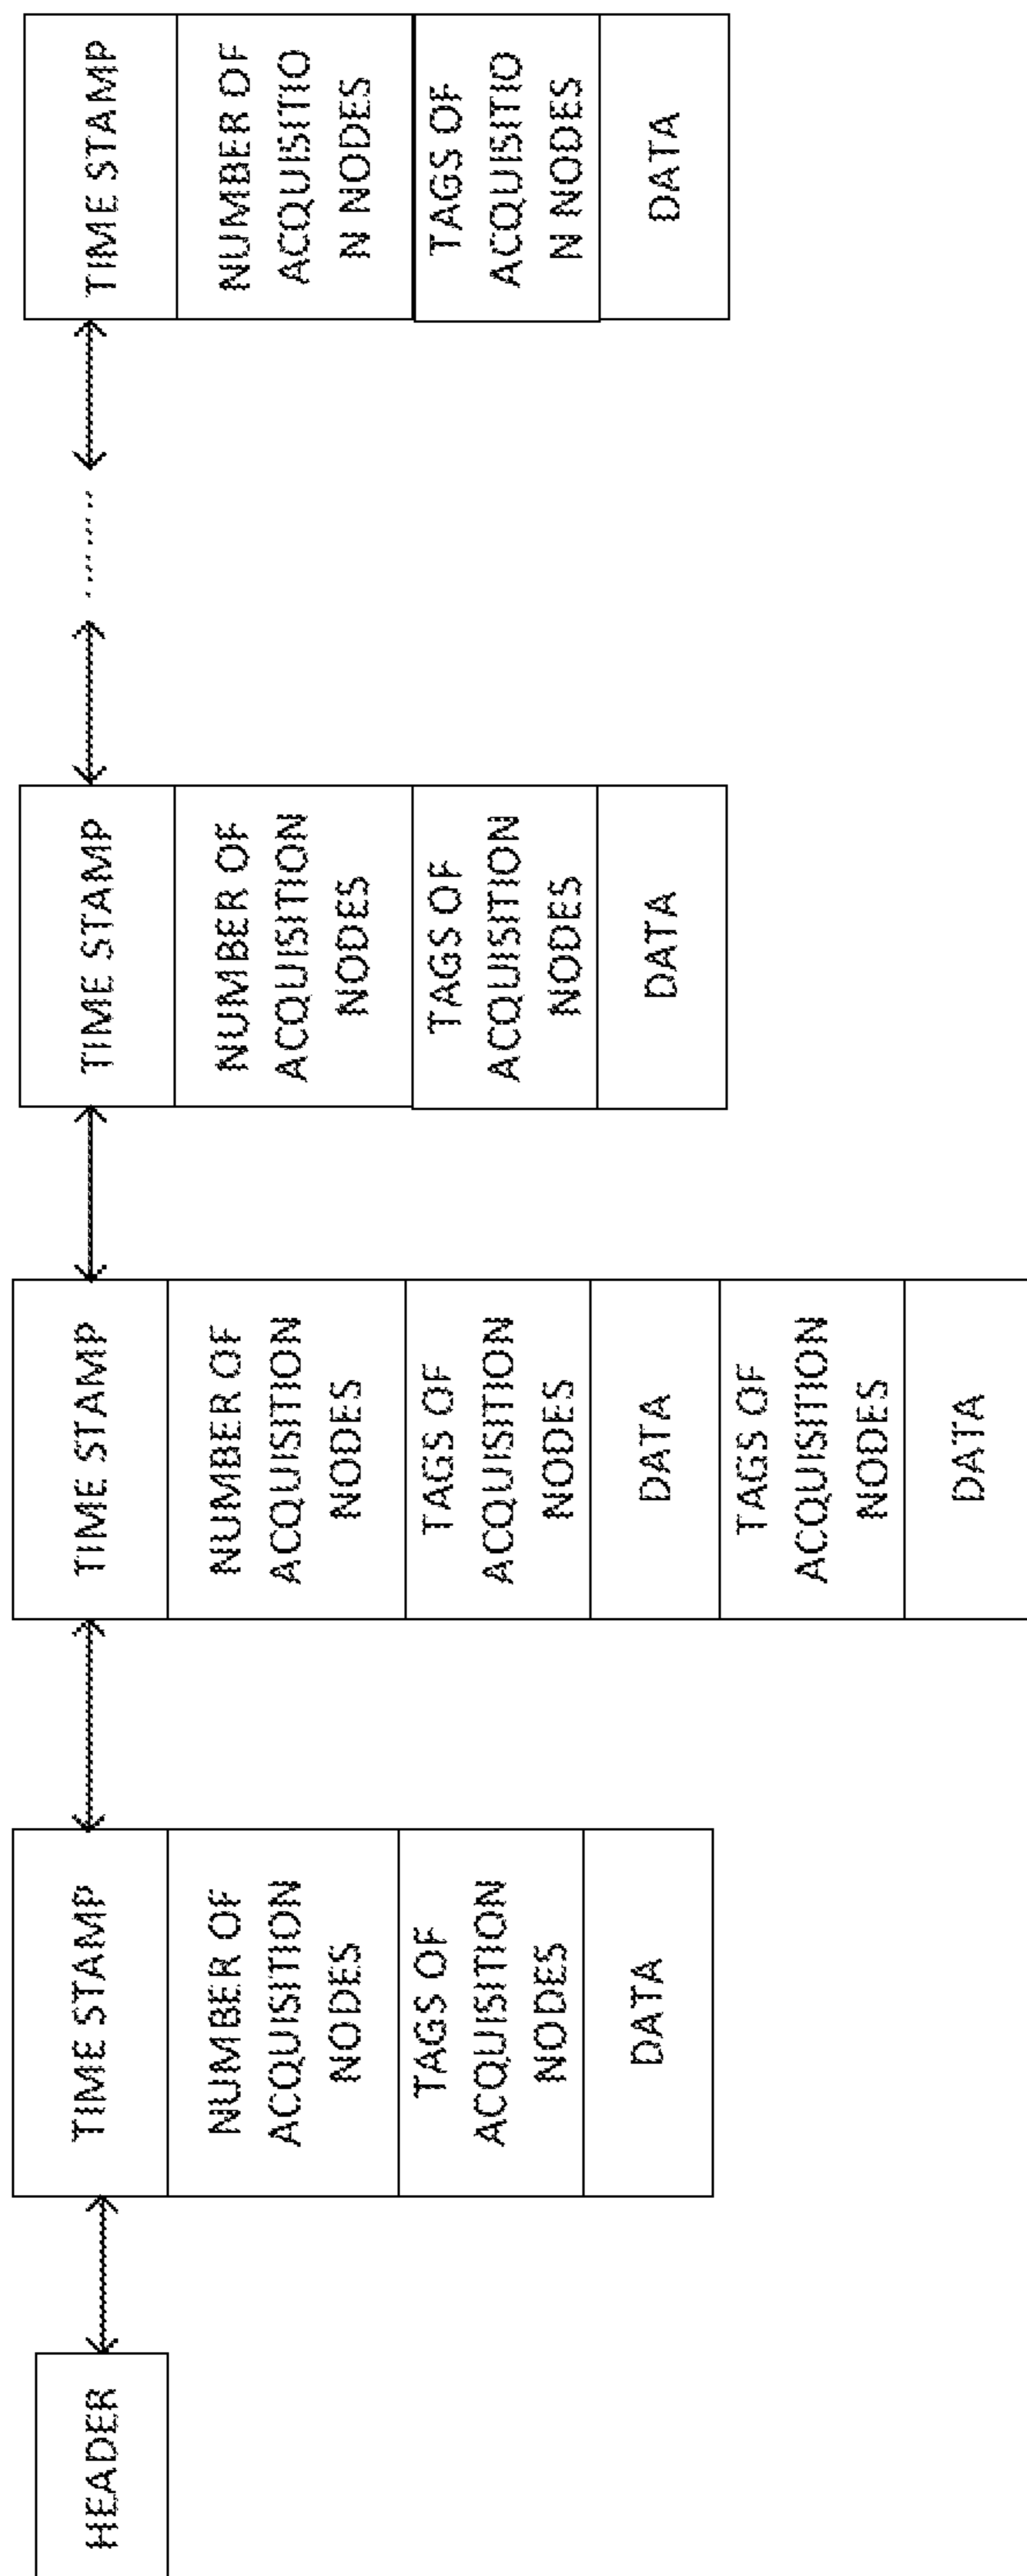 HEADER
TIME STAMP
NUMBER OF
ACQUISITION
NODES
TAGS OF
ACQUISITION
NODES
DATA
TIME STAMP
NUMBER OF
ACQUISITION
NODES
TAGS OF
ACQUISITION
NODES
DATA
TAGS OF
ACQUISITION
NODES
DATA
TIME STAMP
NUMBER OF
ACQUISITION
NODES
TAGS OF
ACQUISITION
NODES
DATA
........
TIME STAMP
NUMBER OF
ACQUISITIO
N NODES
TAGS OF
ACQUISITIO
N NODES
DATA